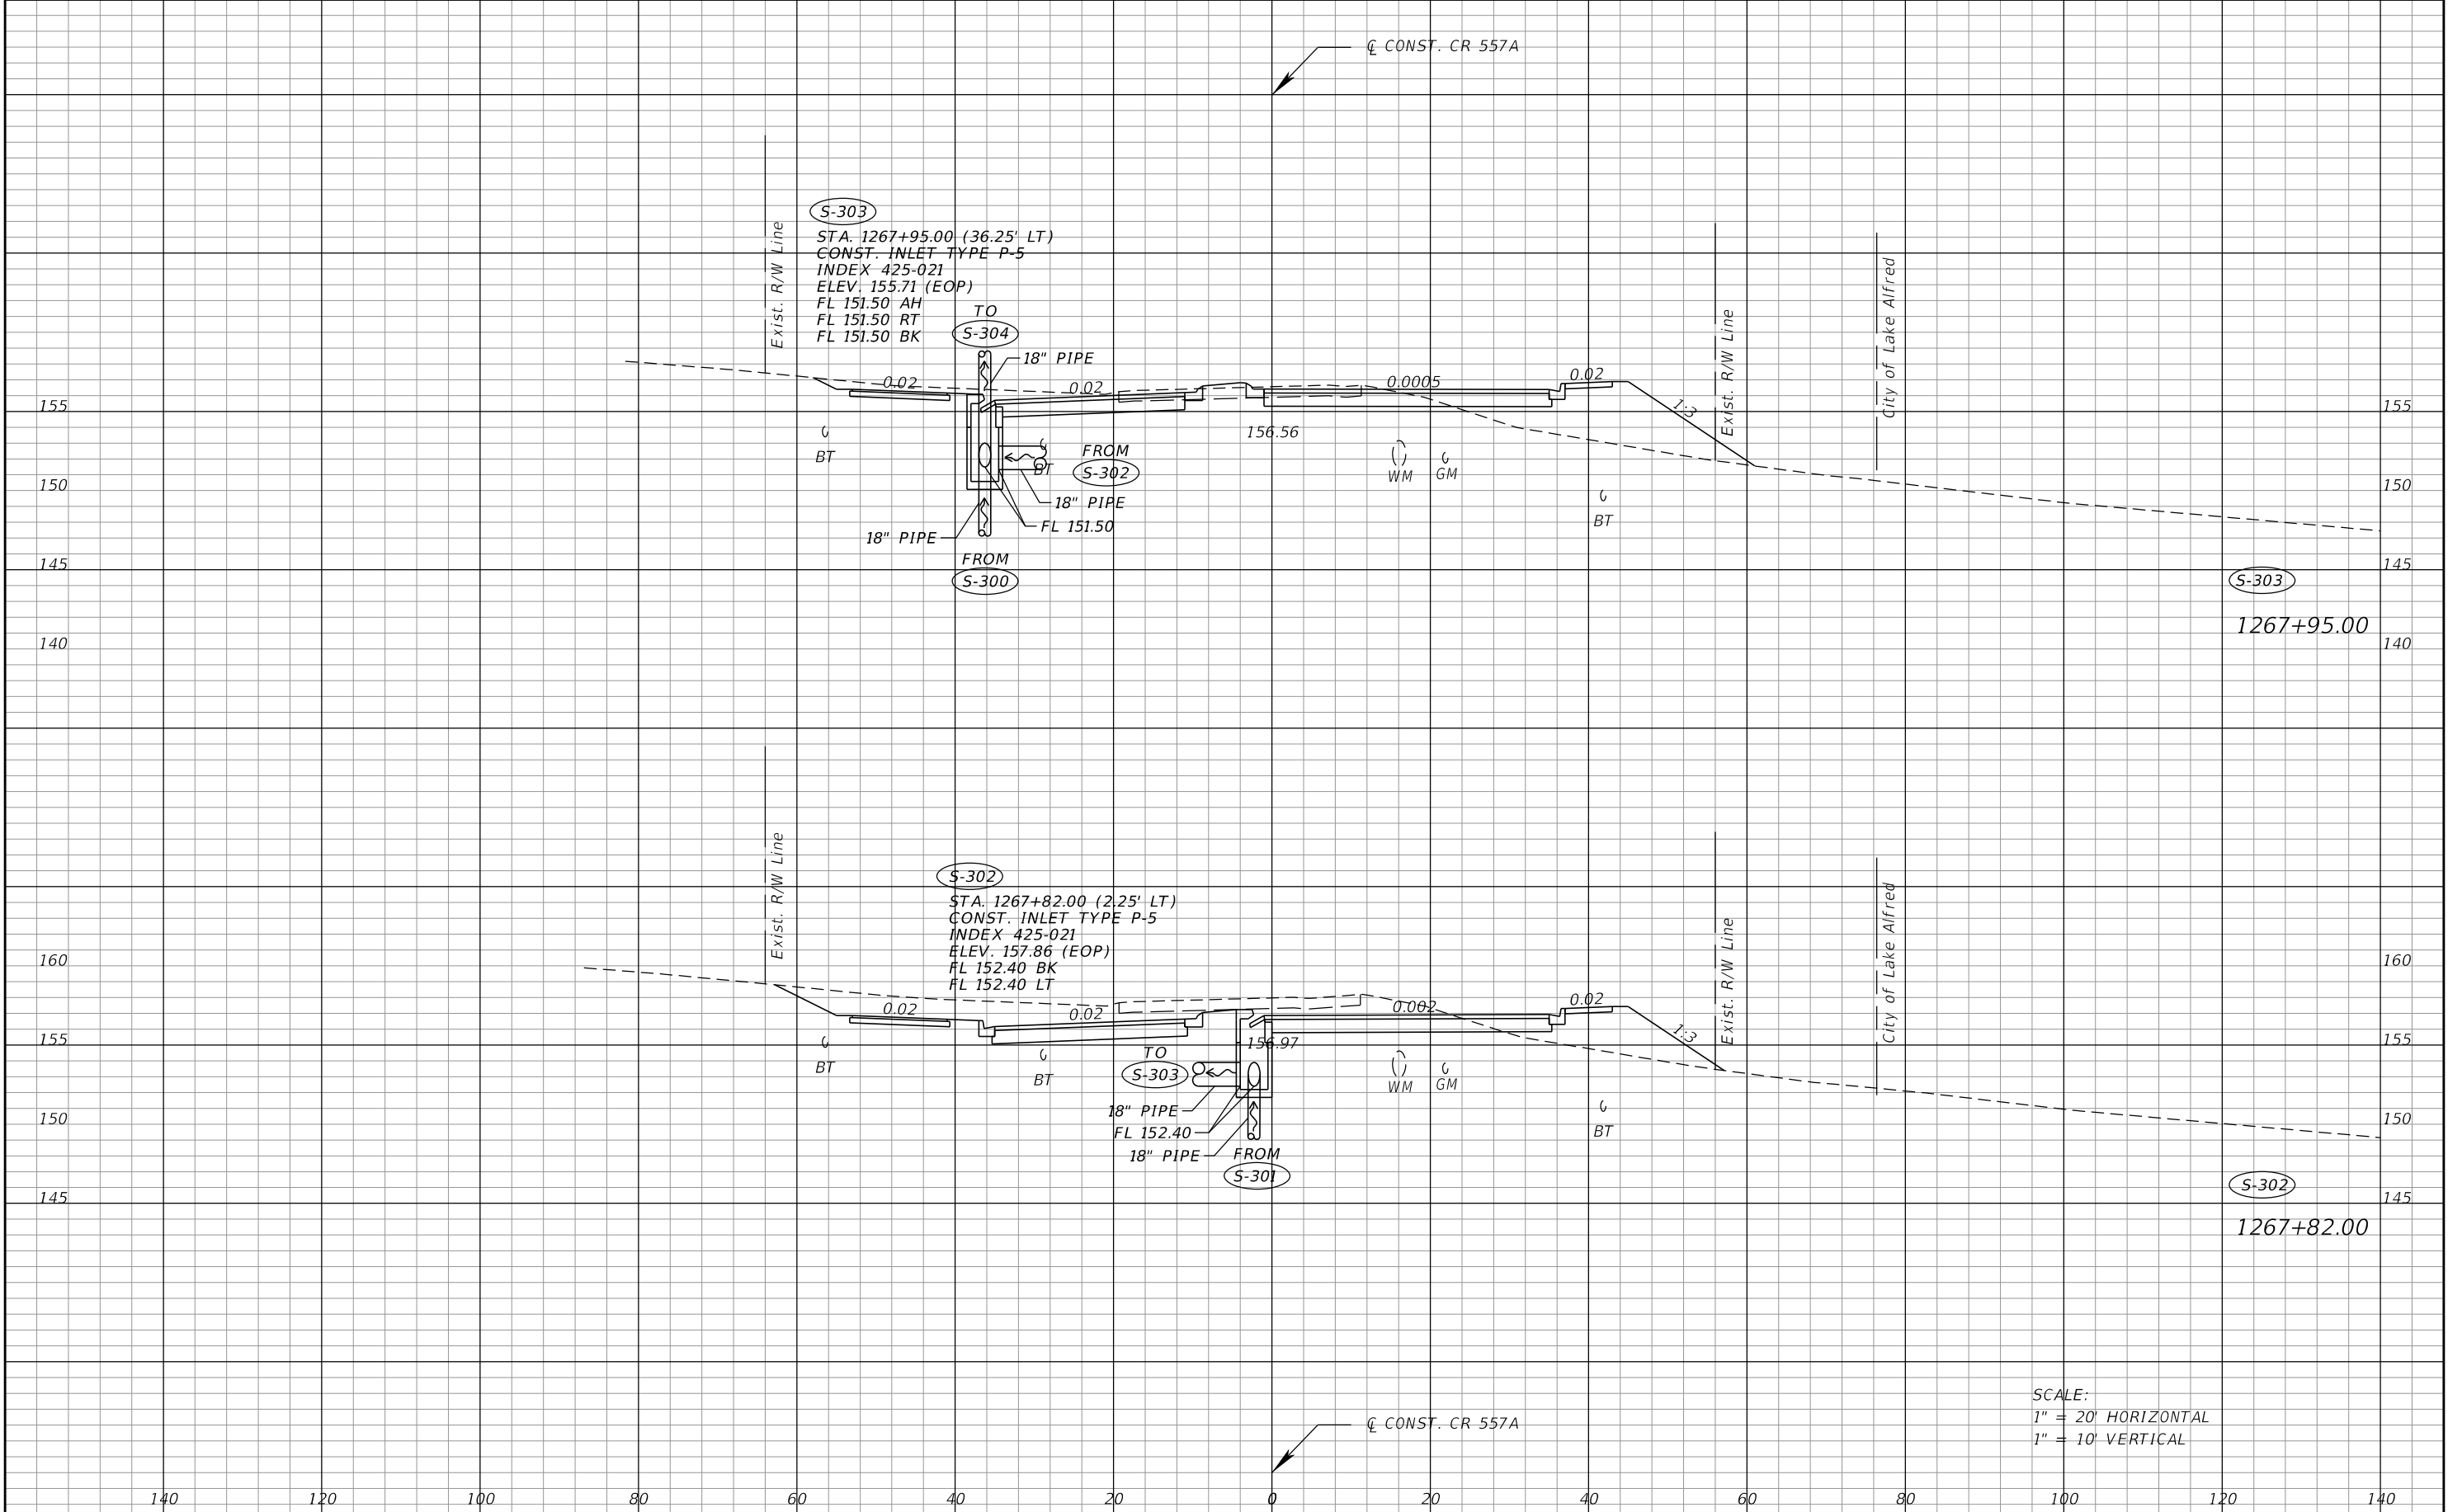 ℄ CONST. CR 557A
S-303
STA. 1267+95.00 (36.25' LT)
CONST. INLET TYPE P-5
INDEX 425-021
ELEV. 155.71 (EOP)
FL 151.50 AH
FL 151.50 RT
FL 151.50 BK
Exist. R/W Line
TO
S-304
18" PIPE
0.02
0.02
0.0005
0.02
1:3
Exist. R/W Line
City of Lake Alfred
155
155
156.56
BT
BT
FROM
S-302
WM
GM
150
150
18" PIPE
FL 151.50
18" PIPE
BT
FROM
S-300
145
145
S-303
1267+95.00
140
140
Exist. R/W Line
S-302
STA. 1267+82.00 (2.25' LT)
CONST. INLET TYPE P-5
INDEX 425-021
ELEV. 157.86 (EOP)
FL 152.40 BK
FL 152.40 LT
160
160
0.02
0.02
0.002
0.02
1:3
Exist. R/W Line
City of Lake Alfred
155
155
156.97
BT
BT
TO
S-303
WM
GM
18" PIPE
FL 152.40
18" PIPE
150
150
BT
FROM
S-301
145
145
S-302
1267+82.00
SCALE:
1" = 20' HORIZONTAL
1" = 10' VERTICAL
℄ CONST. CR 557A
140 120 100 80 60 40 20 0 20 40 60 80 100 120 140